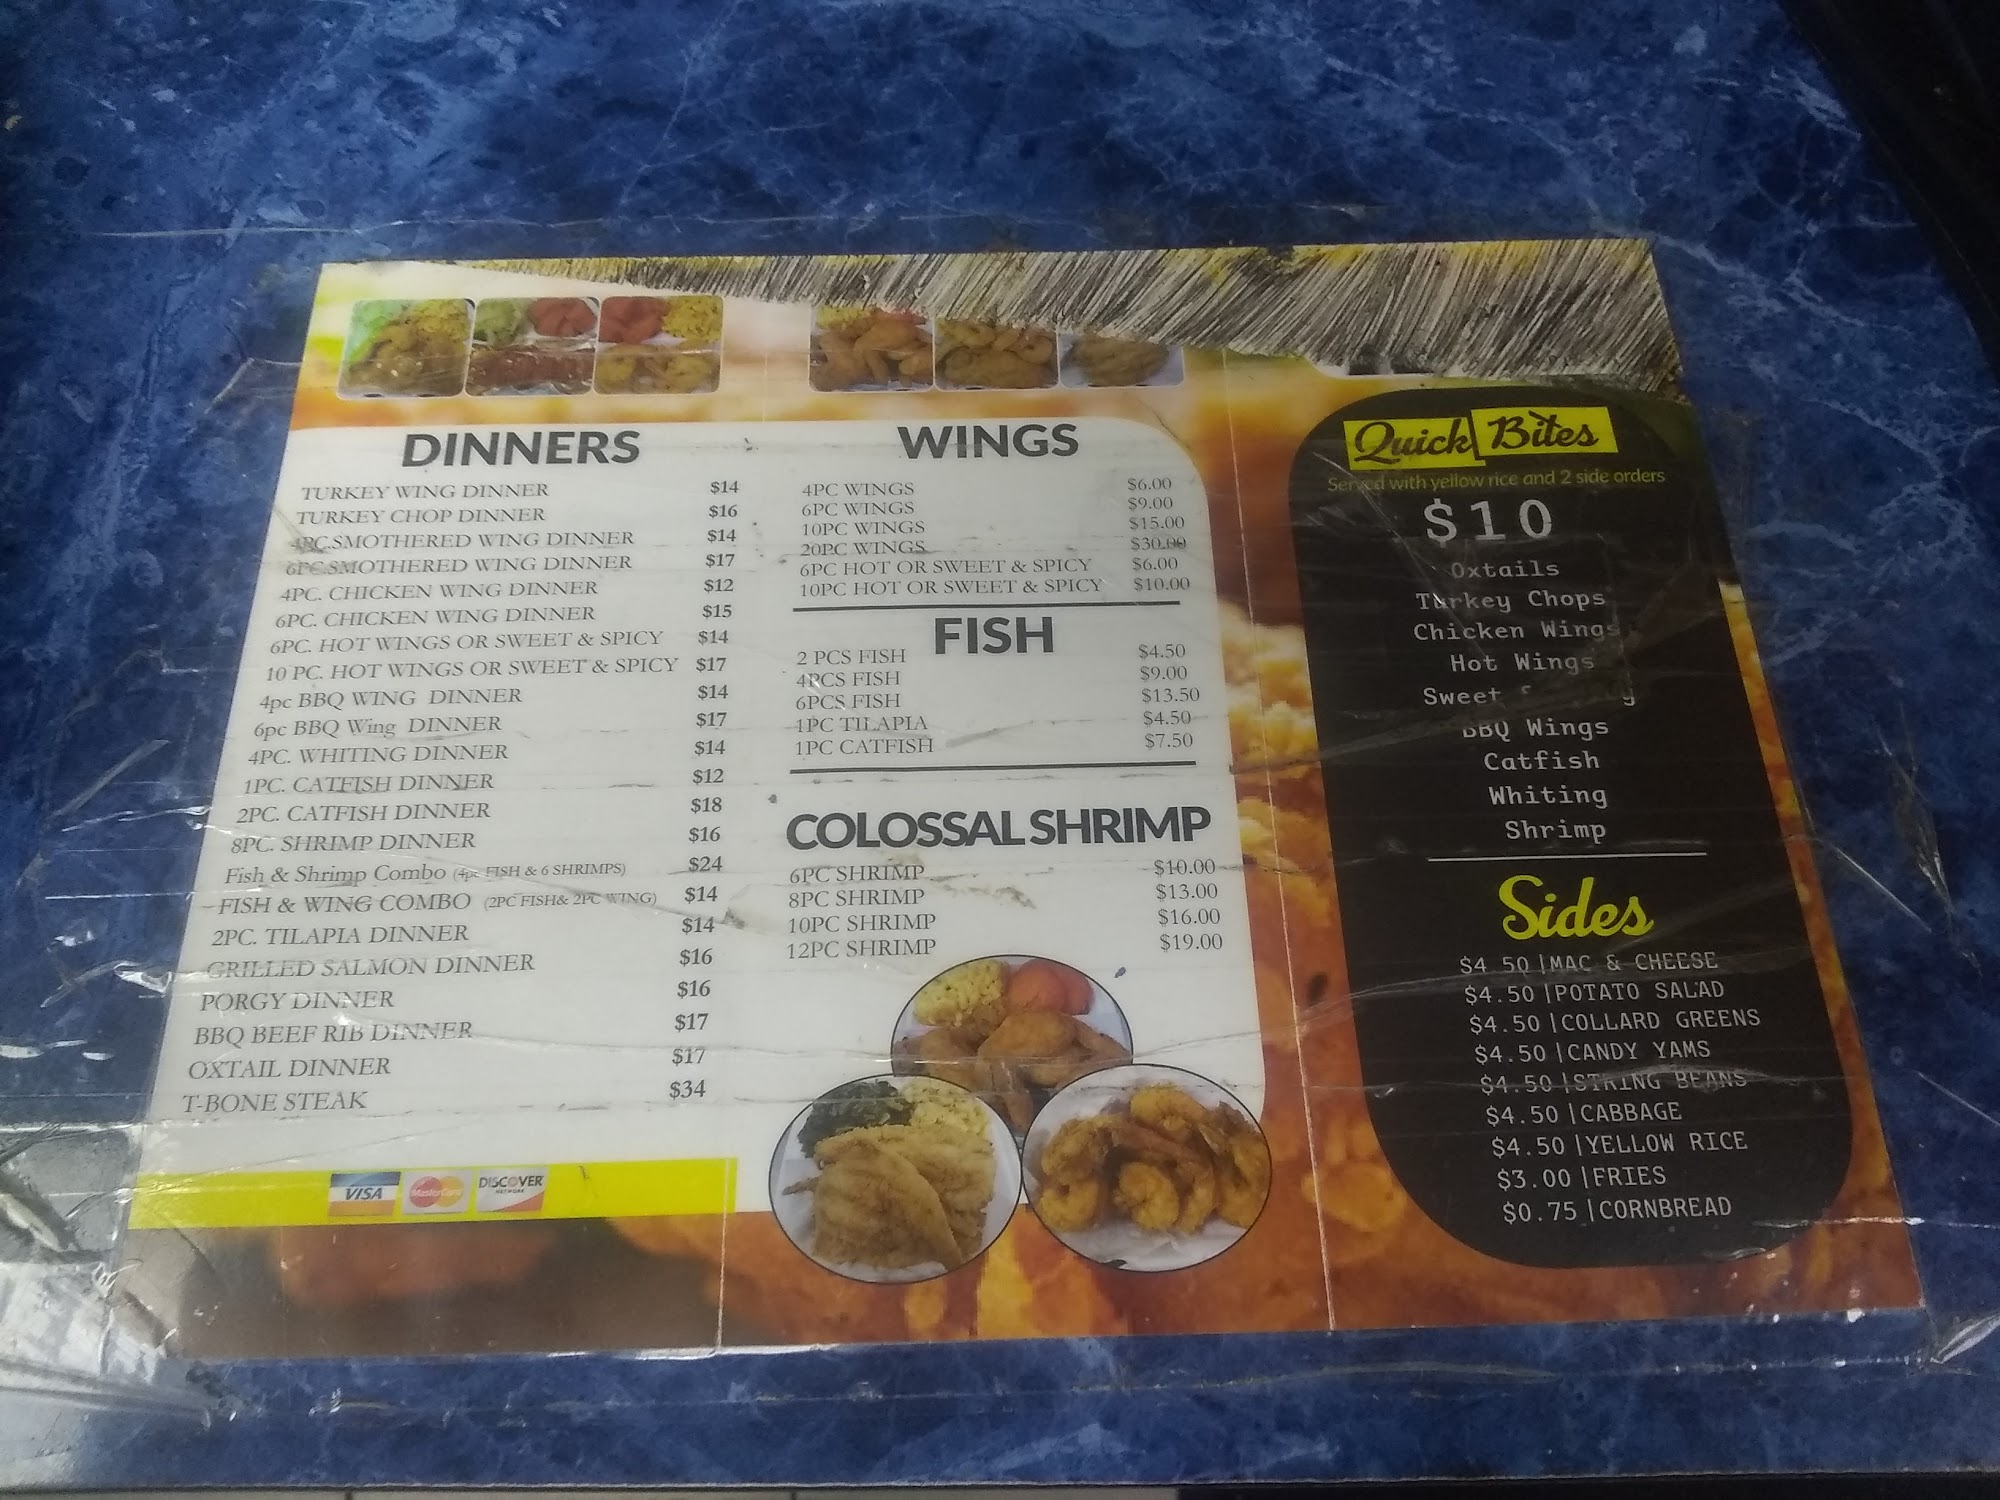 DINNERS
TURKEY WING DINNER $14
TURKEY CHOP DINNER $16
4PC.SMOTHERED WING DINNER $14
6PC.SMOTHERED WING DINNER $17
4PC. CHICKEN WING DINNER $12
6PC. CHICKEN WING DINNER $15
6PC. HOT WINGS OR SWEET & SPICY $14
10 PC. HOT WINGS OR SWEET & SPICY $17
4pc BBQ WING DINNER $14
6pc BBQ Wing DINNER $17
4PC. WHITING DINNER $14
1PC. CATFISH DINNER $12
2PC. CATFISH DINNER $18
8PC. SHRIMP DINNER $16
Fish & Shrimp Combo (4pc FISH & 6 SHRIMPS) $24
FISH & WING COMBO (2PC FISH& 2PC WING) $14
2PC. TILAPIA DINNER $14
GRILLED SALMON DINNER $16
PORGY DINNER $16
BBQ BEEF RIB DINNER $17
OXTAIL DINNER $17
T-BONE STEAK $34
VISA MasterCard DISCOVER
NETWORK
WINGS
4PC WINGS $6.00
6PC WINGS $9.00
10PC WINGS $15.00
20PC WINGS $30.00
6PC HOT OR SWEET & SPICY $6.00
10PC HOT OR SWEET & SPICY $10.00
FISH
2 PCS FISH $4.50
4PCS FISH $9.00
6PCS FISH $13.50
1PC TILAPIA $4.50
1PC CATFISH $7.50
COLOSSAL SHRIMP
6PC SHRIMP $10.00
8PC SHRIMP $13.00
10PC SHRIMP $16.00
12PC SHRIMP $19.00
Quick Bites
Served with yellow rice and 2 side orders
$10
Oxtails
Turkey Chops
Chicken Wings
Hot Wings
Sweet
BBQ Wings
Catfish
Whiting
Shrimp
Sides
$4.50|MAC & CHEESE
$4.50|POTATO SALAD
$4.50|COLLARD GREENS
$4.50|CANDY YAMS
$4.50|STRING BEANS
$4.50|CABBAGE
$4.50|YELLOW RICE
$3.00|FRIES
$0.75|CORNBREAD